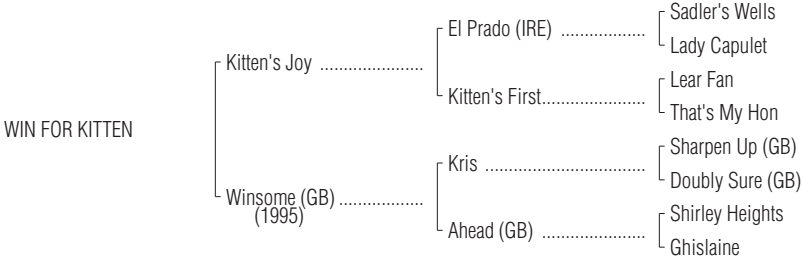 Sadler's Wells
El Prado (IRE) ..................
Lady Capulet
Kitten's Joy ......................
Lear Fan
Kitten's First......................
That's My Hon
WIN FOR KITTEN
Sharpen Up (GB)
Kris ..................................
Doubly Sure (GB)
Winsome (GB) ..................
(1995)
Shirley Heights
Ahead (GB) ......................
Ghislaine